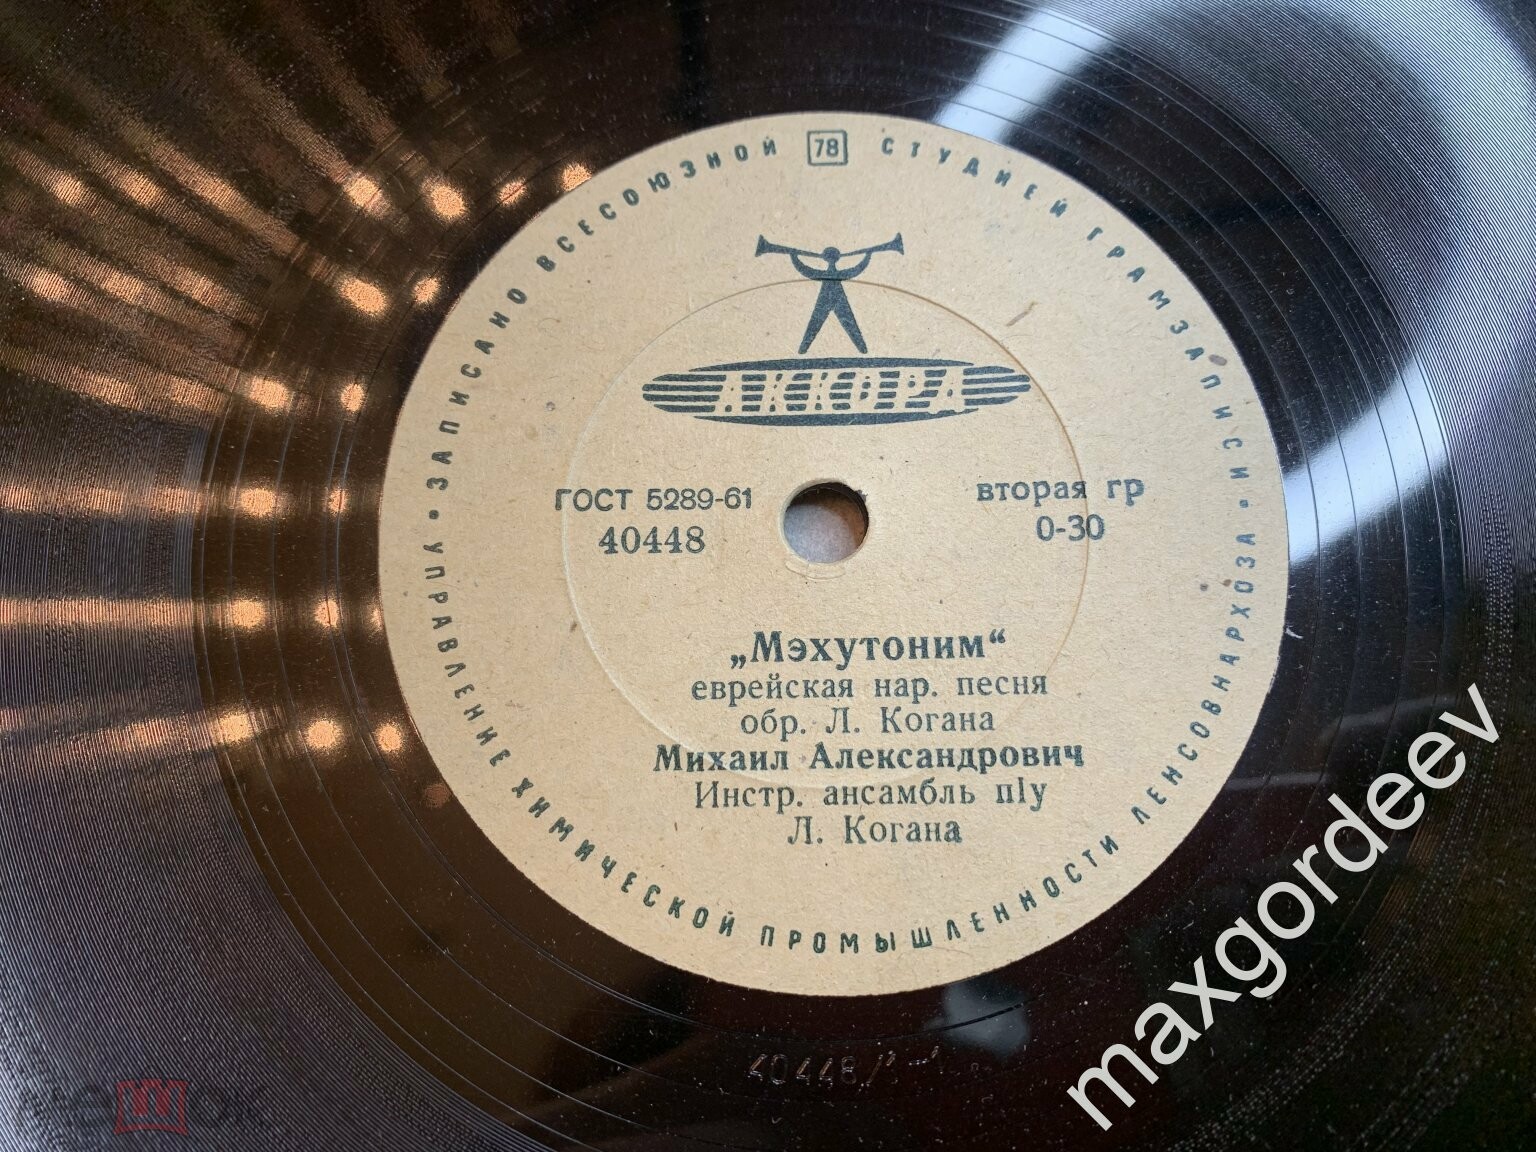 ЗАПИСАНО ВСЕСОЮЗНОЙ 78 СТУДИЕЙ ГРАМЗАПИСИ •
АККОРД
ГОСТ 5289-61
40448
вторая гр
0-30
„Мэхутоним“
еврейская нар. песня
обр. Л. Когана
Михаил Александрович
Инстр. ансамбль п/у
Л. Когана
• УПРАВЛЕНИЕ ХИМИЧЕСКОЙ ПРОМЫШЛЕННОСТИ ЛЕНСОВНАРХОЗА
40448/
maxgordeev